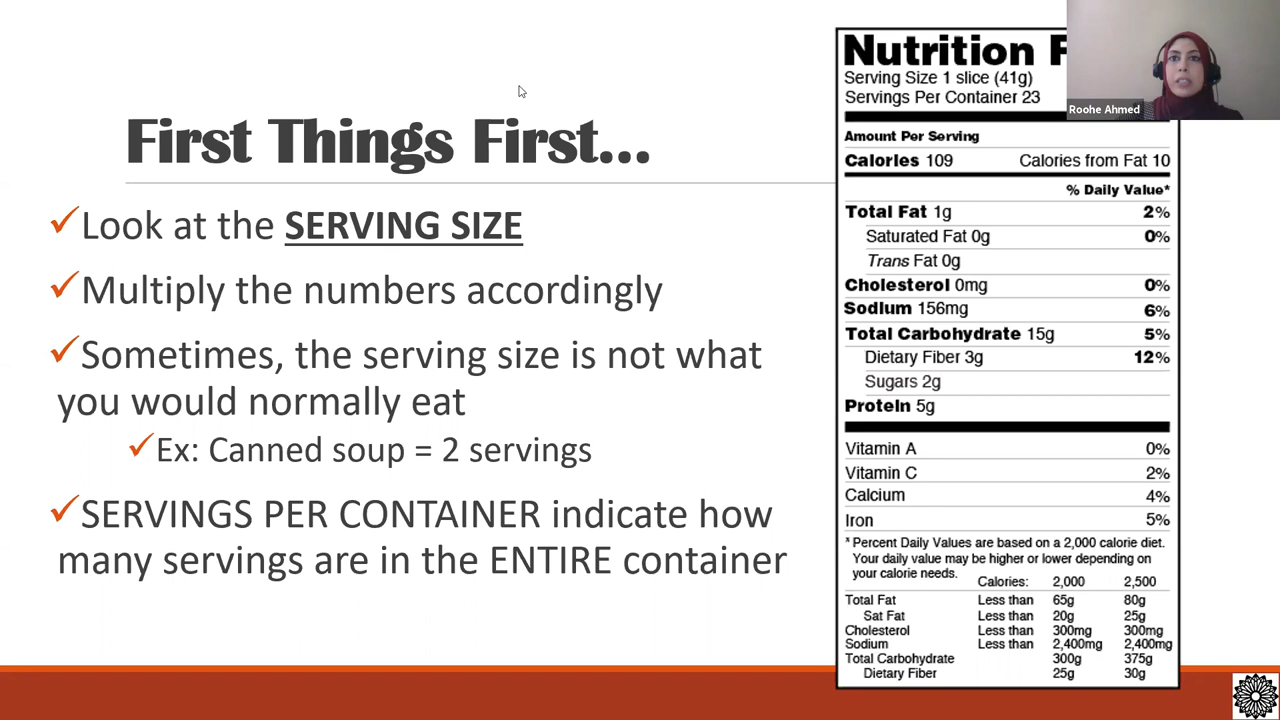 First Things First...
Look at the SERVING SIZE
Multiply the numbers accordingly
Sometimes, the serving size is not what
you would normally eat
Ex: Canned soup = 2 servings
SERVINGS PER CONTAINER indicate how
many servings are in the ENTIRE container
Nutrition F
Serving Size 1 slice (41g)
Servings Per Container 23
Roohe Ahmed
Amount Per Serving
Calories 109 Calories from Fat 10
% Daily Value*
Total Fat 1g 2%
Saturated Fat 0g 0%
Trans Fat 0g
Cholesterol 0mg 0%
Sodium 156mg 6%
Total Carbohydrate 15g 5%
Dietary Fiber 3g 12%
Sugars 2g
Protein 5g
Vitamin A 0%
Vitamin C 2%
Calcium 4%
Iron 5%
* Percent Daily Values are based on a 2,000 calorie diet.
Your daily value may be higher or lower depending on
your calorie needs.
Calories: 2,000 2,500
Total Fat Less than 65g 80g
Sat Fat Less than 20g 25g
Cholesterol Less than 300mg 300mg
Sodium Less than 2,400mg 2,400mg
Total Carbohydrate 300g 375g
Dietary Fiber 25g 30g